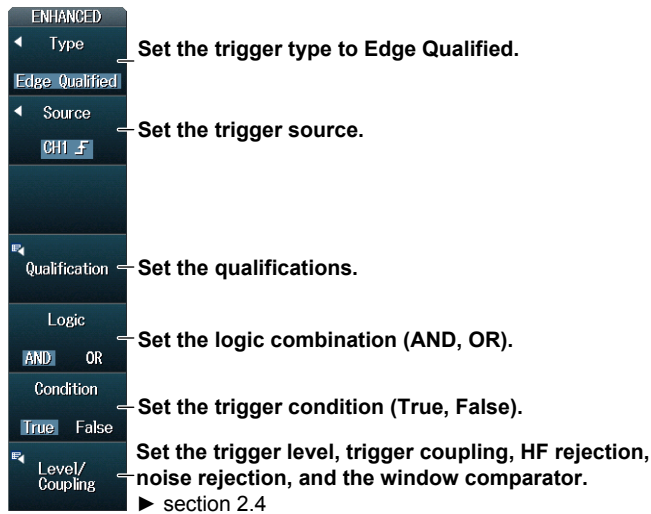 ENHANCED
Type
Edge Qualified
Set the trigger type to Edge Qualified.
Source
CH1
Set the trigger source.
Qualification
Set the qualifications.
Logic
AND OR
Set the logic combination (AND, OR).
Condition
True False
Set the trigger condition (True, False).
Level/
Coupling
Set the trigger level, trigger coupling, HF rejection,
noise rejection, and the window comparator.
► section 2.4